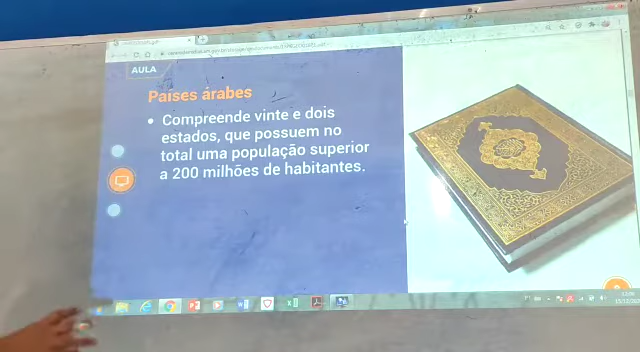 AULA
Países árabes
• Compreende vinte e dois
estados, que possuem no
total uma população superior
a 200 milhões de habitantes.